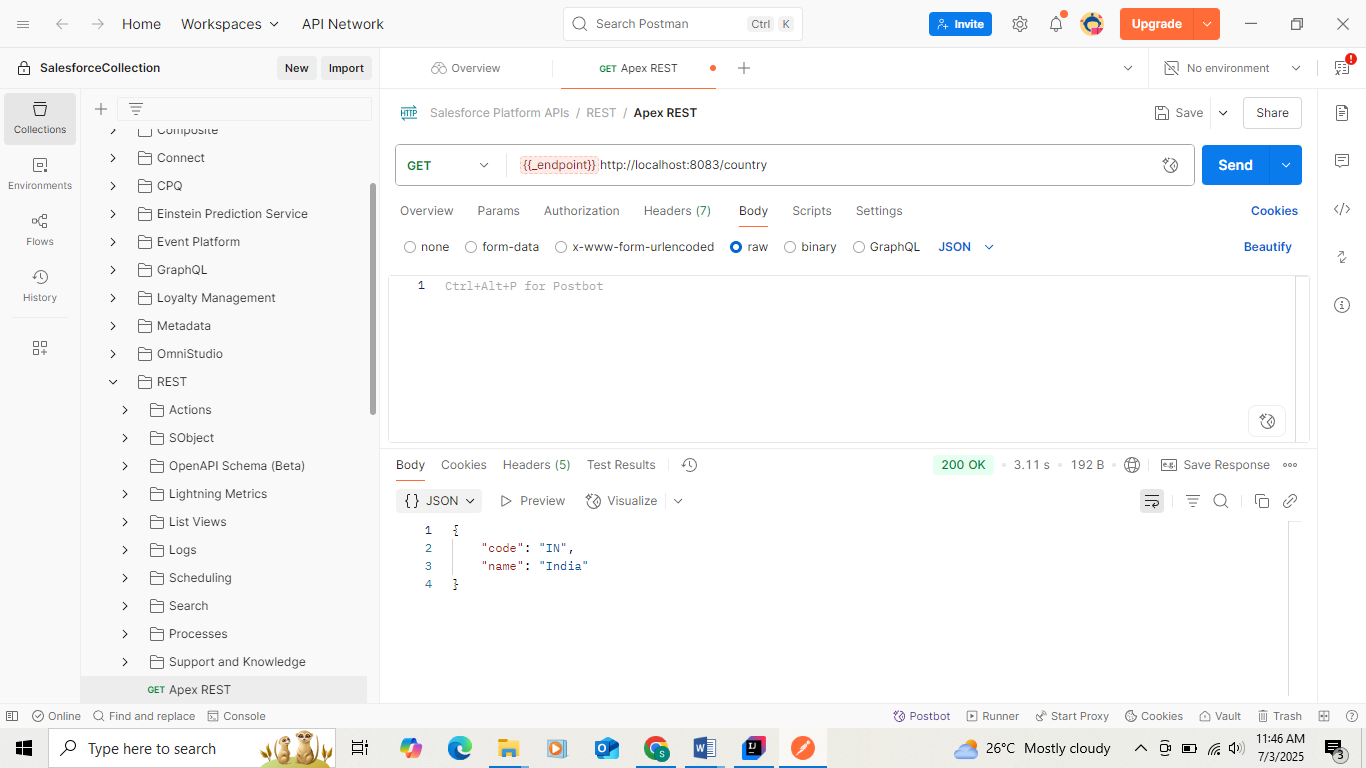 Home Workspaces API Network Search Postman Ctrl K Invite Upgrade
SalesforceCollection New Import Overview GET Apex REST No environment
Collections
Environments
Flows
History
Composite
Connect
CPQ
Einstein Prediction Service
Event Platform
GraphQL
Loyalty Management
Metadata
OmniStudio
REST
Actions
SObject
OpenAPI Schema (Beta)
Lightning Metrics
List Views
Logs
Scheduling
Search
Processes
Support and Knowledge
GET Apex REST
HTTP Salesforce Platform APIs / REST / Apex REST Save Share
GET {{_endpoint}}http://localhost:8083/country Send
Overview Params Authorization Headers (7) Body Scripts Settings Cookies
none form-data x-www-form-urlencoded raw binary GraphQL JSON Beautify
1 Ctrl+Alt+P for Postbot
Body Cookies Headers (5) Test Results 200 OK • 3.11 s • 192 B • e.g. Save Response
{} JSON Preview Visualize
1 {
2 "code": "IN",
3 "name": "India"
4 }
Online Find and replace Console Postbot Runner Start Proxy Cookies Vault Trash
Type here to search 26°C Mostly cloudy 11:46 AM
7/3/2025
3